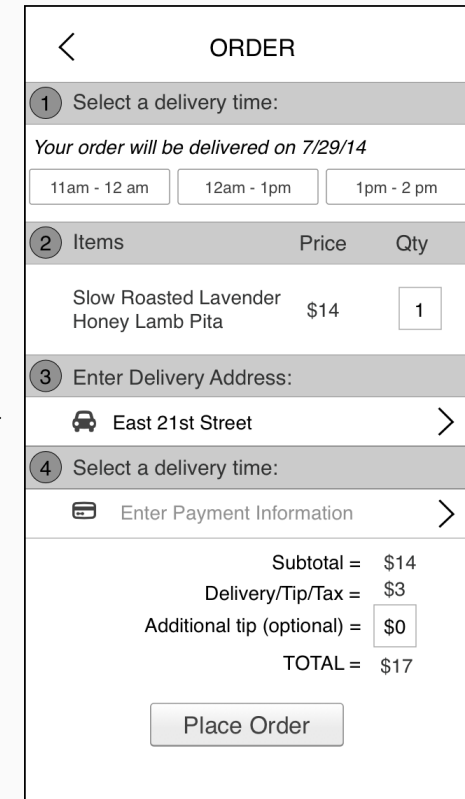 ORDER
1 Select a delivery time:
Your order will be delivered on 7/29/14
11am - 12 am 12am - 1pm 1pm - 2 pm
2 Items Price Qty
Slow Roasted Lavender
Honey Lamb Pita $14 1
3 Enter Delivery Address:
East 21st Street
4 Select a delivery time:
Enter Payment Information
Subtotal = $14
Delivery/Tip/Tax = $3
Additional tip (optional) = $0
TOTAL = $17
Place Order